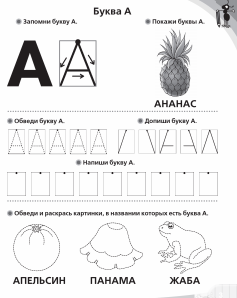 Буква А
Запомни букву А.
Покажи буквы А.
А А
АНАНАС
Обведи букву А.
Допиши букву А.
Напиши букву А.
Обведи и раскрась картинки, в названии которых есть буква А.
АПЕЛЬСИН ПАНАМА ЖАБА